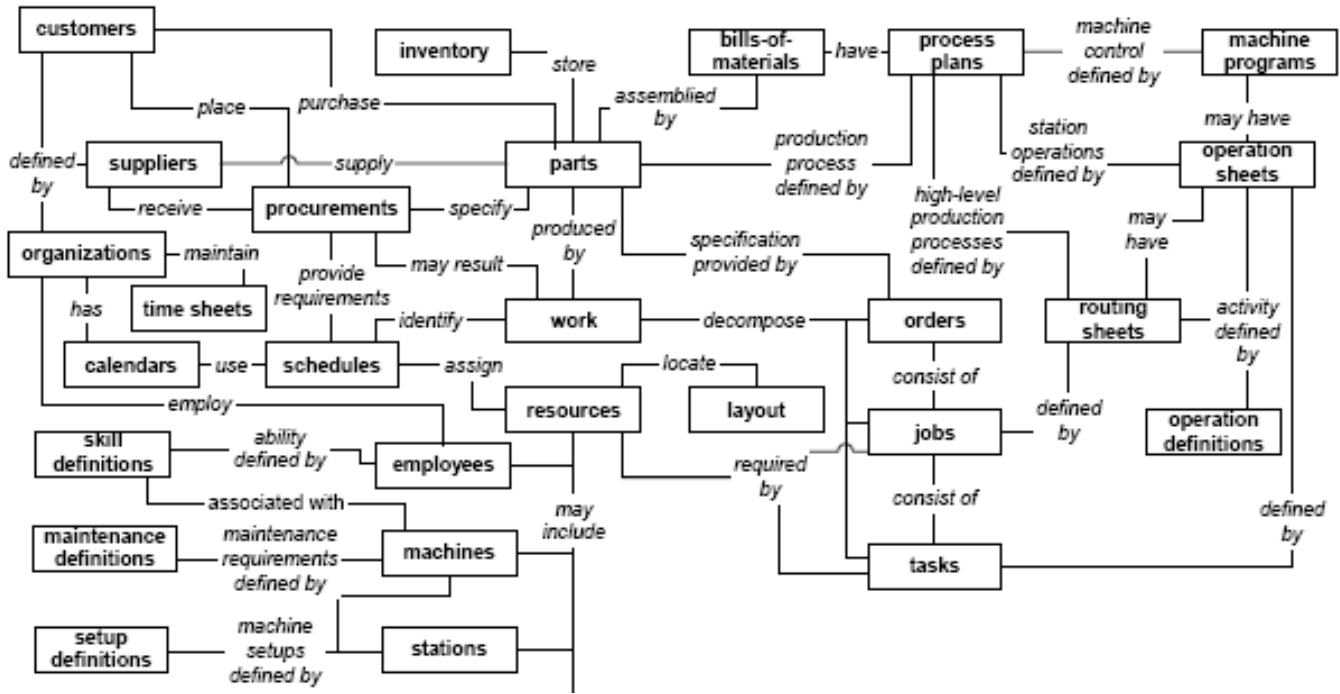 customers
inventory
bills-of-
materials
have
process
plans
machine
control
defined by
machine
programs
store
place
purchase
assemblied
by
may have
defined
by
suppliers
supply
parts
production
process
defined by
station
operations
defined by
operation
sheets
receive
procurements
specify
produced
by
high-level
production
processes
defined by
may
have
organizations
maintain
provide
requirements
may result
specification
provided by
has
time sheets
identify
work
decompose
orders
routing
sheets
activity
defined
by
calendars
use
schedules
assign
locate
consist of
employ
resources
layout
jobs
defined
by
operation
definitions
skill
definitions
ability
defined by
employees
required
by
associated with
may
include
consist of
defined
by
maintenance
definitions
maintenance
requirements
defined by
machines
tasks
setup
definitions
machine
setups
defined by
stations